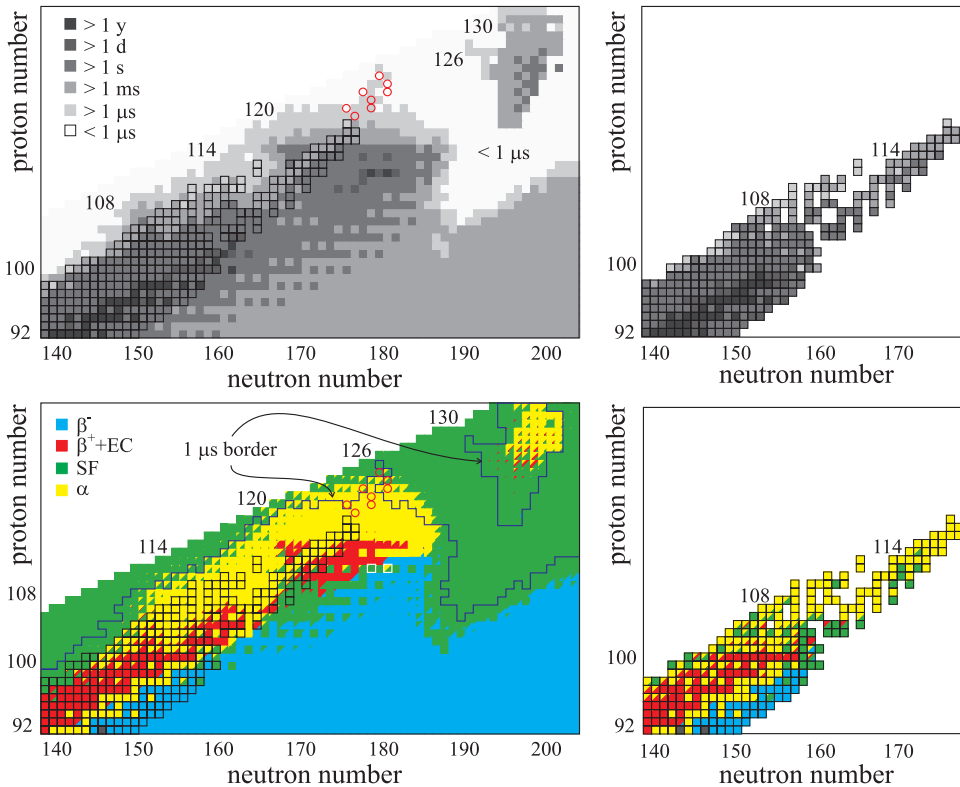 proton number
> 1 y
> 1 d
> 1 s
> 1 ms
> 1 μs
< 1 μs
130
126
120
114
108
100
92
< 1 μs
140 150 160 170 180 190 200
neutron number
proton number
114
108
100
92
140 150 160 170
neutron number
proton number
β⁻
β⁺+EC
SF
α
1 μs border
130
126
120
114
108
100
92
140 150 160 170 180 190 200
neutron number
proton number
114
108
100
92
140 150 160 170
neutron number